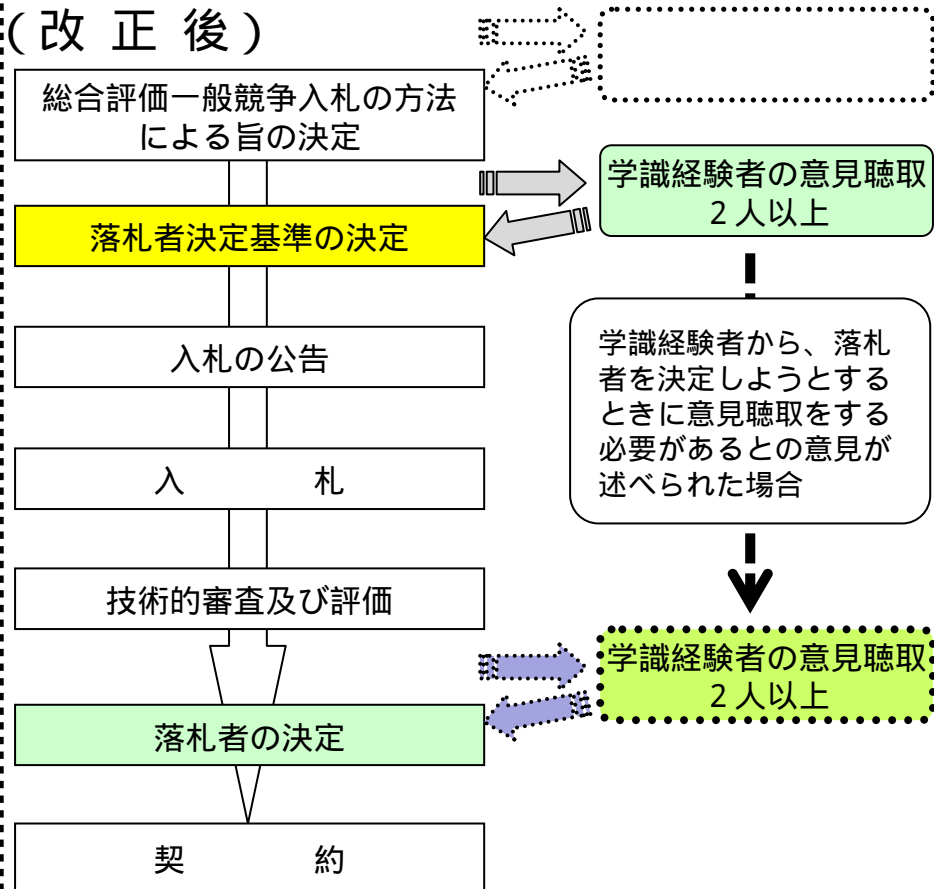 (改 正 後)
総合評価一般競争入札の方法
による旨の決定
学識経験者の意見聴取
2人以上
落札者決定基準の決定
入札の公告
学識経験者から、落札
者を決定しようとする
ときに意見聴取をする
必要があるとの意見が
述べられた場合
入　　　　札
技術的審査及び評価
学識経験者の意見聴取
2人以上
落札者の決定
契　　　　約